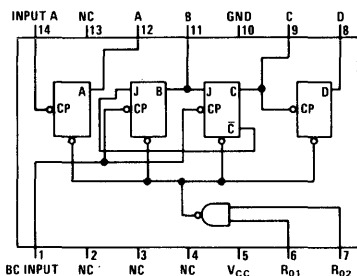 INPUT A NC A B GND C D
14 13 12 11 10 9 8
A J B J C D
CP CP CP C̅ CP
1 2 3 4 5 6 7
BC INPUT NC NC NC VCC R01 R02